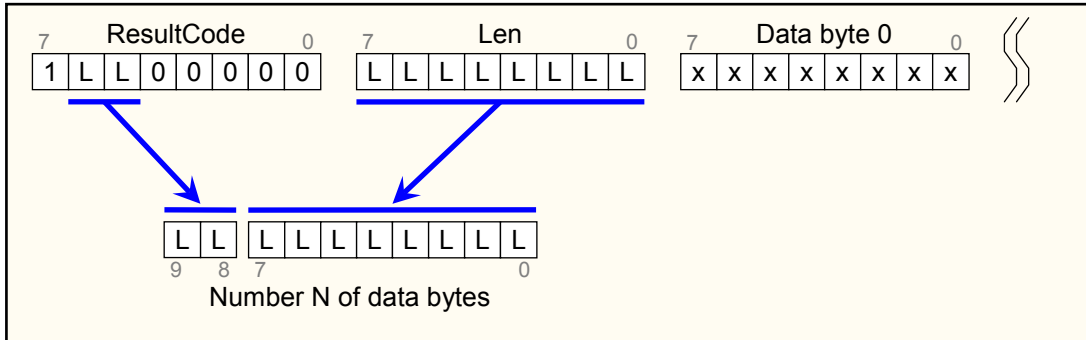 ResultCode Len Data byte 0
7 0 7 0 7 0
1 L L 0 0 0 0 0 L L L L L L L L x x x x x x x x
L L L L L L L L L L
9 8 7 0
Number N of data bytes